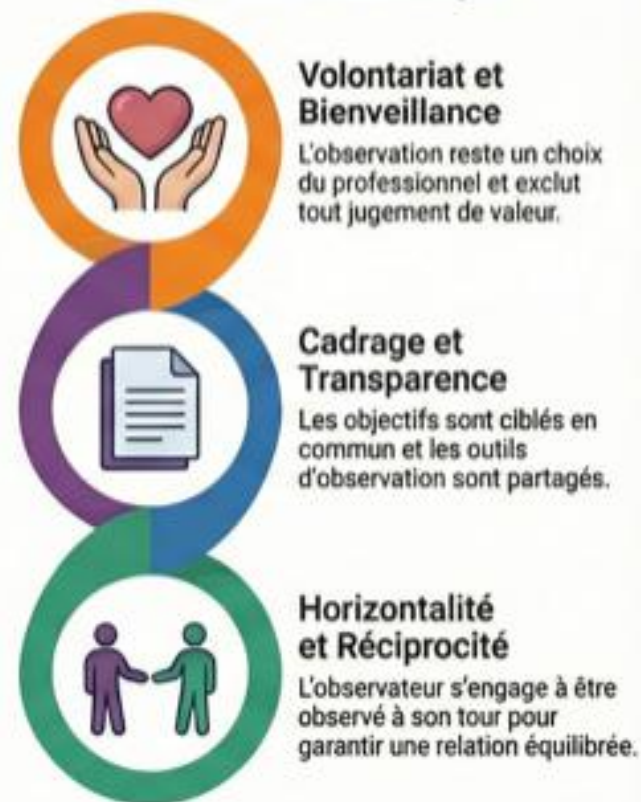 Volontariat et
Bienveillance
L'observation reste un choix
du professionnel et exclut
tout jugement de valeur.
Cadrage et
Transparence
Les objectifs sont ciblés en
commun et les outils
d'observation sont partagés.
Horizontalité
et Réciprocité
L'observateur s'engage à être
observé à son tour pour
garantir une relation équilibrée.